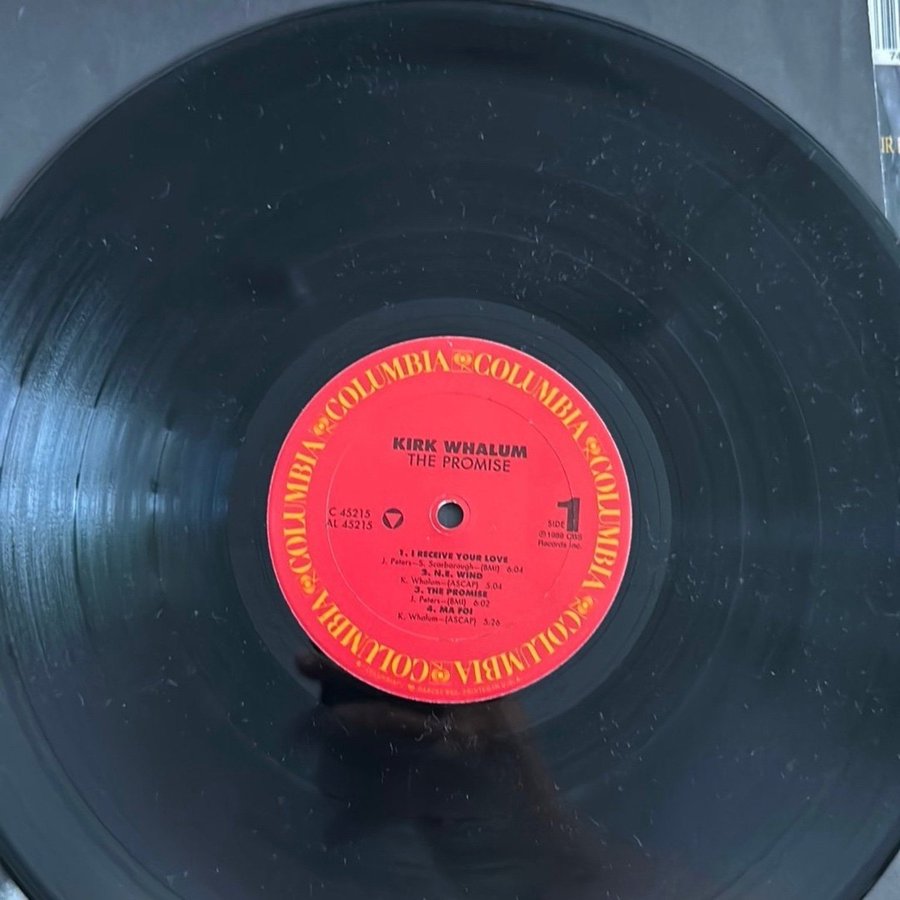 COLUMBIA COLUMBIA COLUMBIA COLUMBIA COLUMBIA COLUMBIA COLUMBIA COLUMBIA
KIRK WHALUM
THE PROMISE
C 45215
AL 45215
SIDE 1
℗ 1989 CBS
Records Inc.
1. I RECEIVE YOUR LOVE
J. Peters—S. Scarborough—(BMI) 6:04
2. N.E. WIND
K. Whalum—(ASCAP) 5:04
3. THE PROMISE
J. Peters—(BMI) 6:02
4. MA FOI
K. Whalum—(ASCAP) 5:26